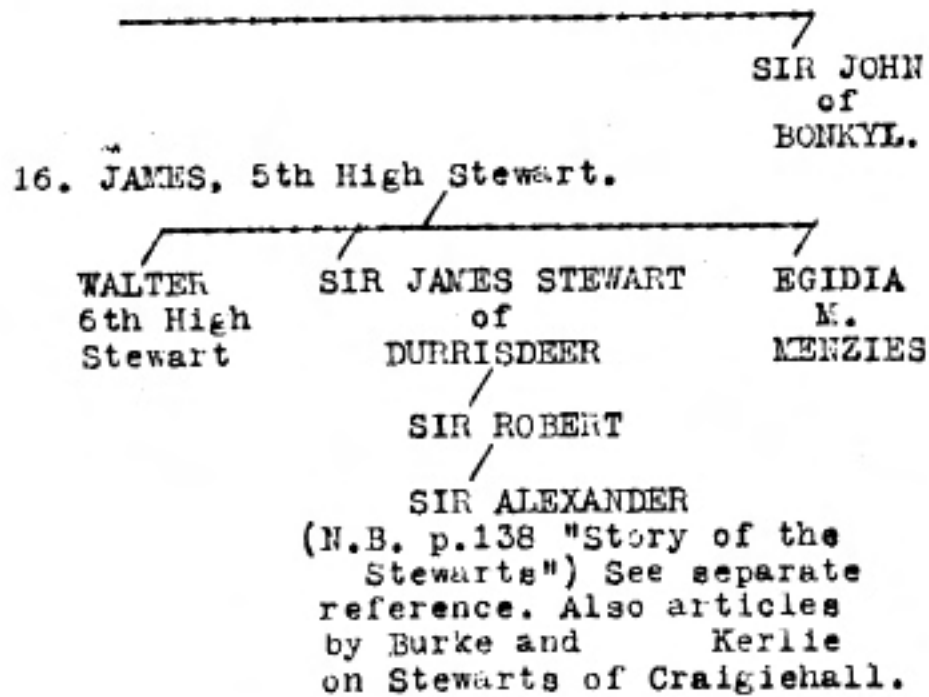 SIR JOHN
of
BONKYL.
16. JAMES, 5th High Stewart.
WALTER
6th High
Stewart
SIR JAMES STEWART
of
DURRISDEER
EGIDIA
M.
MENZIES
SIR ROBERT
SIR ALEXANDER
(N.B. p.138 "Story of the
Stewarts") See separate
reference. Also articles
by Burke and Kerlie
on Stewarts of Craigiehall.